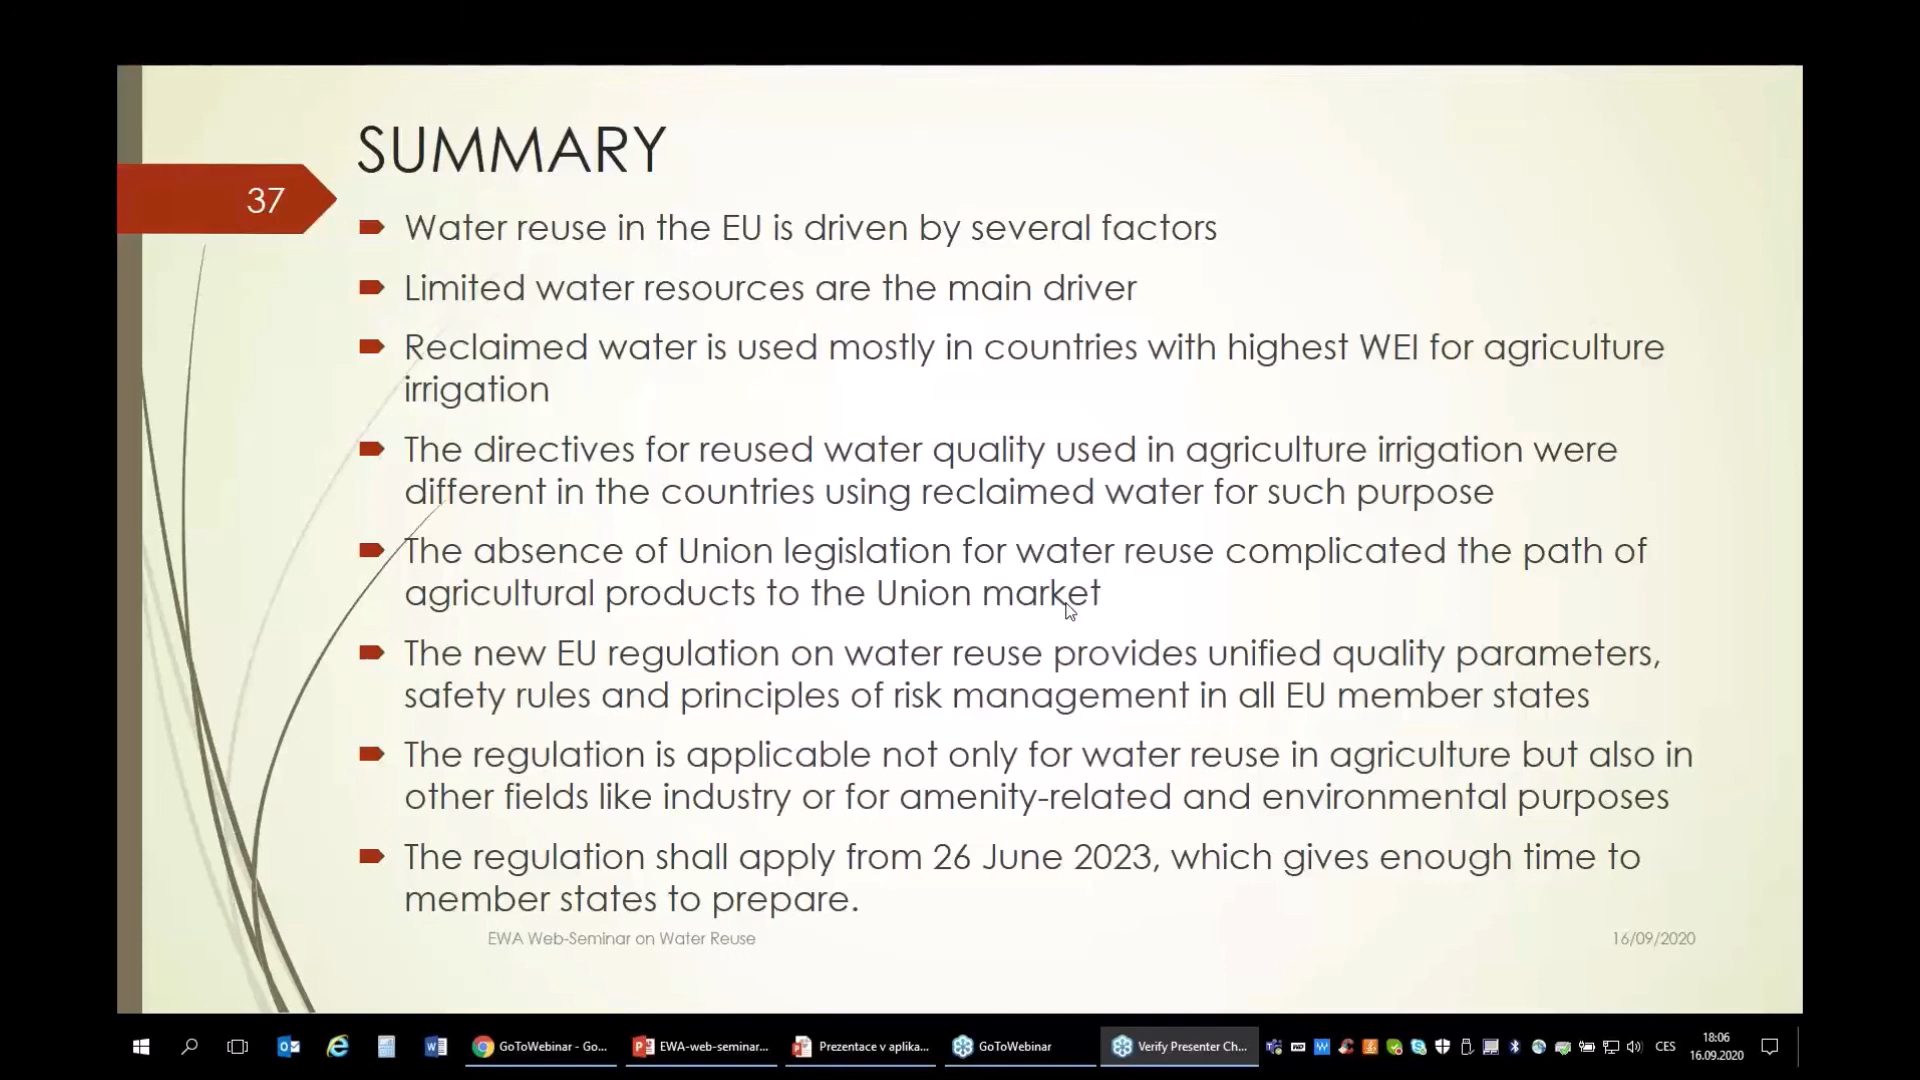 SUMMARY
37
Water reuse in the EU is driven by several factors
Limited water resources are the main driver
Reclaimed water is used mostly in countries with highest WEI for agriculture
irrigation
The directives for reused water quality used in agriculture irrigation were
different in the countries using reclaimed water for such purpose
The absence of Union legislation for water reuse complicated the path of
agricultural products to the Union market
The new EU regulation on water reuse provides unified quality parameters,
safety rules and principles of risk management in all EU member states
The regulation is applicable not only for water reuse in agriculture but also in
other fields like industry or for amenity-related and environmental purposes
The regulation shall apply from 26 June 2023, which gives enough time to
member states to prepare.
EWA Web-Seminar on Water Reuse
16/09/2020
GoToWebinar - Go...
EWA-web-seminar...
Prezentace v aplika...
GoToWebinar
Verify Presenter Ch...
CES
18:06
16.09.2020